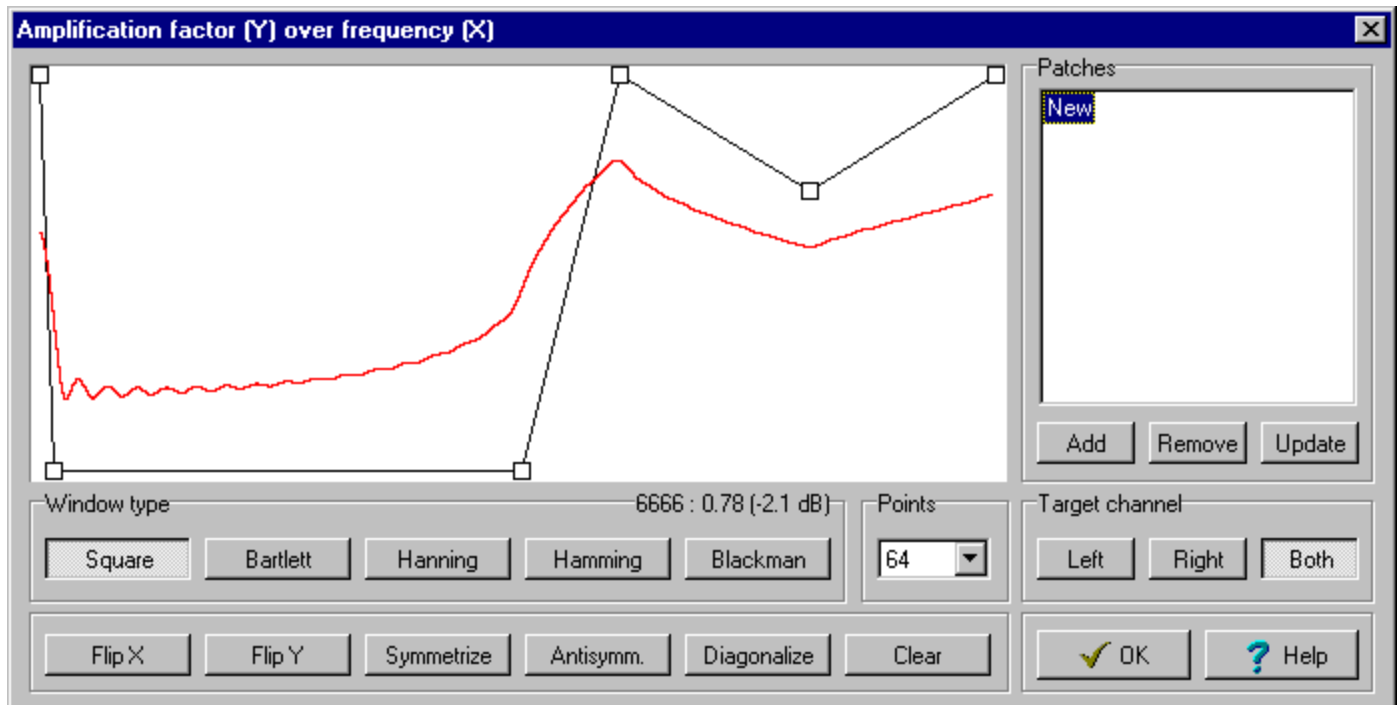 Amplification factor (Y) over frequency (X)
Patches
New
Add Remove Update
Window type 6666 : 0.78 (-2.1 dB)
Square Bartlett Hanning Hamming Blackman
Points
64
Target channel
Left Right Both
Flip X Flip Y Symmetrize Antisymm. Diagonalize Clear
OK Help